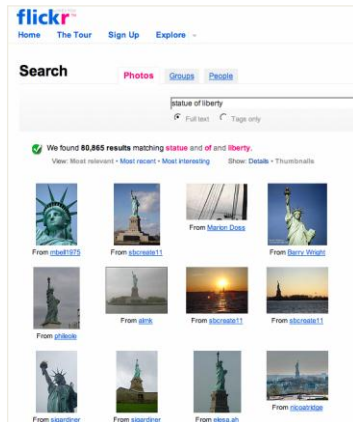 flickr
Home The Tour Sign Up Explore
Search Photos Groups People
statue of liberty
Full text Tags only
We found 80,865 results matching statue and of and liberty.
View: Most relevant • Most recent • Most interesting Show: Details • Thumbnails
From mbell1975 From sbcreate11 From Marion Doss From Barry Wright
From phileole From alink From sbcreate11 From sbcreate11
From sigardiner From sigardiner From elesa.ah From nicoatridge